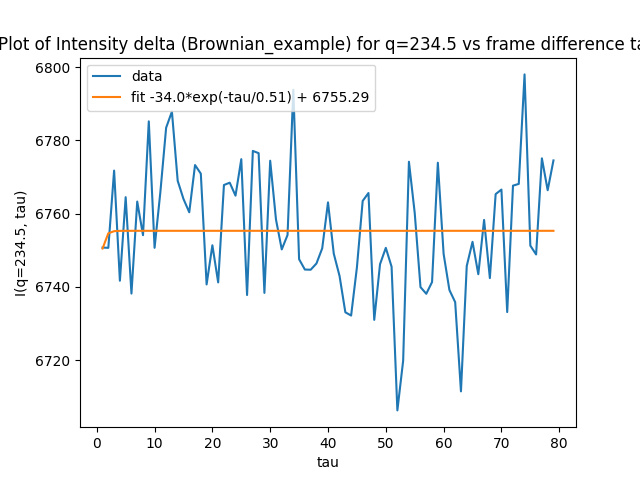 Plot of Intensity delta (Brownian_example) for q=234.5 vs frame difference ta
data
fit -34.0*exp(-tau/0.51) + 6755.29
I(q=234.5, tau)
6800
6780
6760
6740
6720
0 10 20 30 40 50 60 70 80
tau